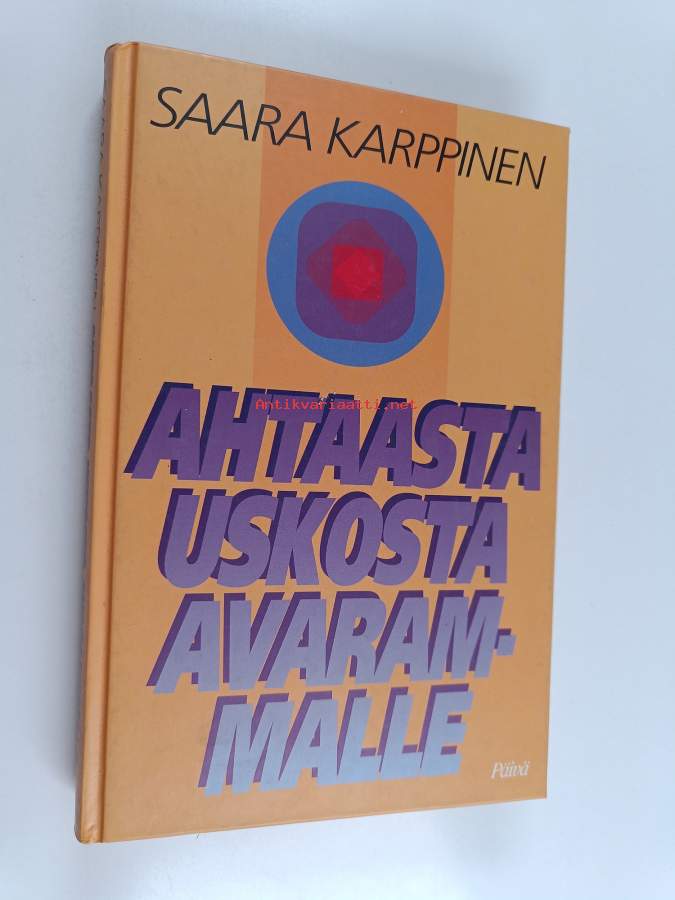 SAARA KARPPINEN
Antikvariaatti.net
AHTAASTA
USKOSTA
AVARAM-
MALLE
Päivä